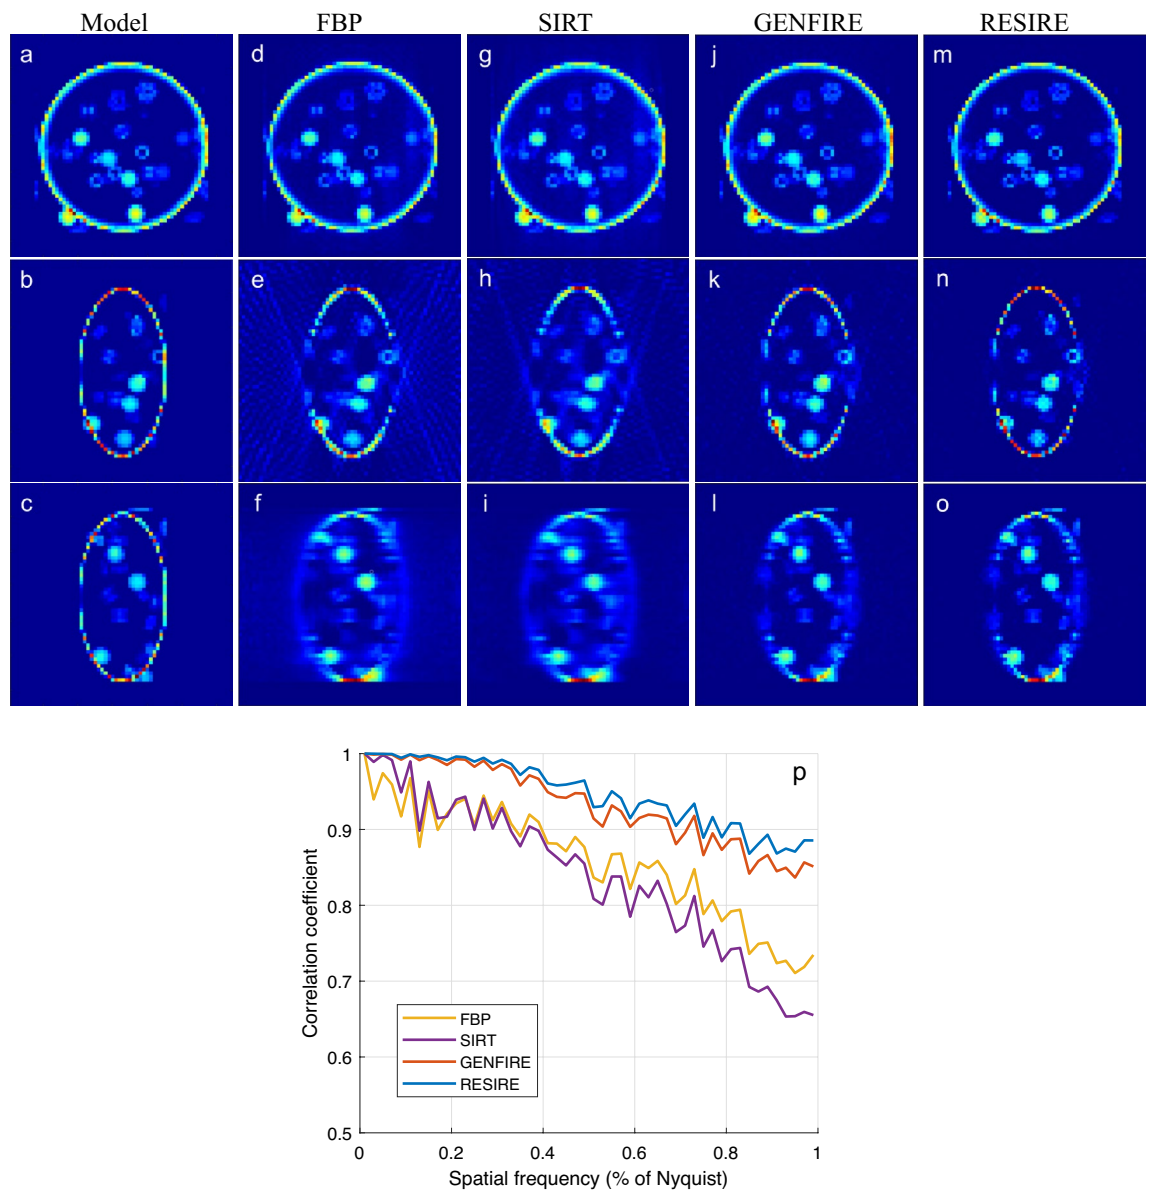 Model FBP SIRT GENFIRE RESIRE
a d g j m
b e h k n
c f i l o
p
1
0.9
0.8
0.7
0.6
0.5
Correlation coefficient
FBP
SIRT
GENFIRE
RESIRE
0 0.2 0.4 0.6 0.8 1
Spatial frequency (% of Nyquist)